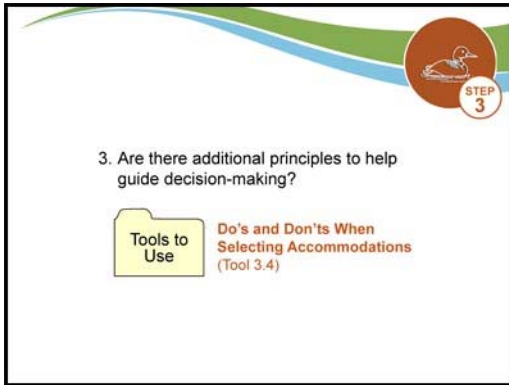 STEP
3
3. Are there additional principles to help
guide decision-making?
Tools to
Use
Do's and Don'ts When
Selecting Accommodations
(Tool 3.4)